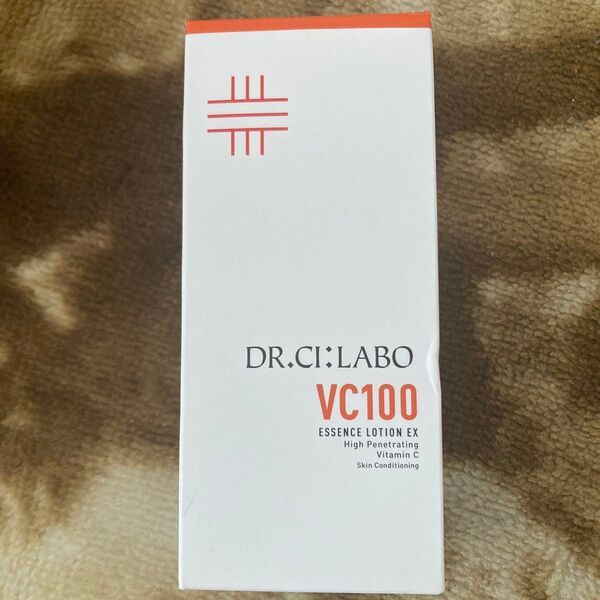 DR.CI:LABO
VC100
ESSENCE LOTION EX
High Penetrating
Vitamin C
Skin Conditioning